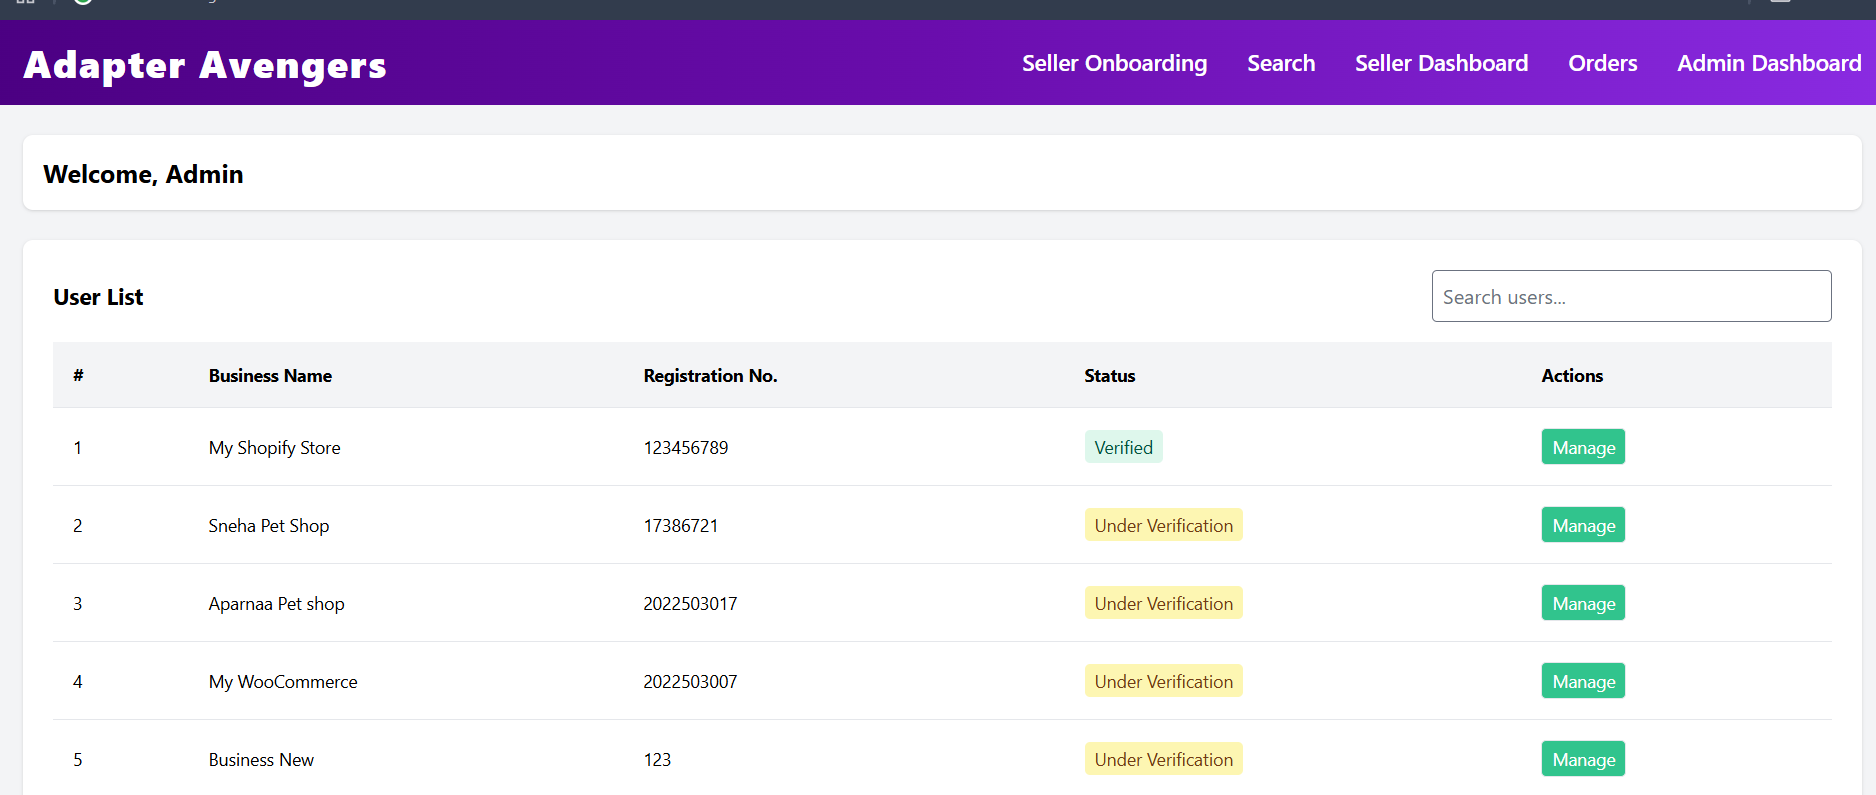 Adapter Avengers Seller Onboarding Search Seller Dashboard Orders Admin Dashboard
Welcome, Admin
User List Search users...
# Business Name Registration No. Status Actions
1 My Shopify Store 123456789 Verified Manage
2 Sneha Pet Shop 17386721 Under Verification Manage
3 Aparnaa Pet shop 2022503017 Under Verification Manage
4 My WooCommerce 2022503007 Under Verification Manage
5 Business New 123 Under Verification Manage